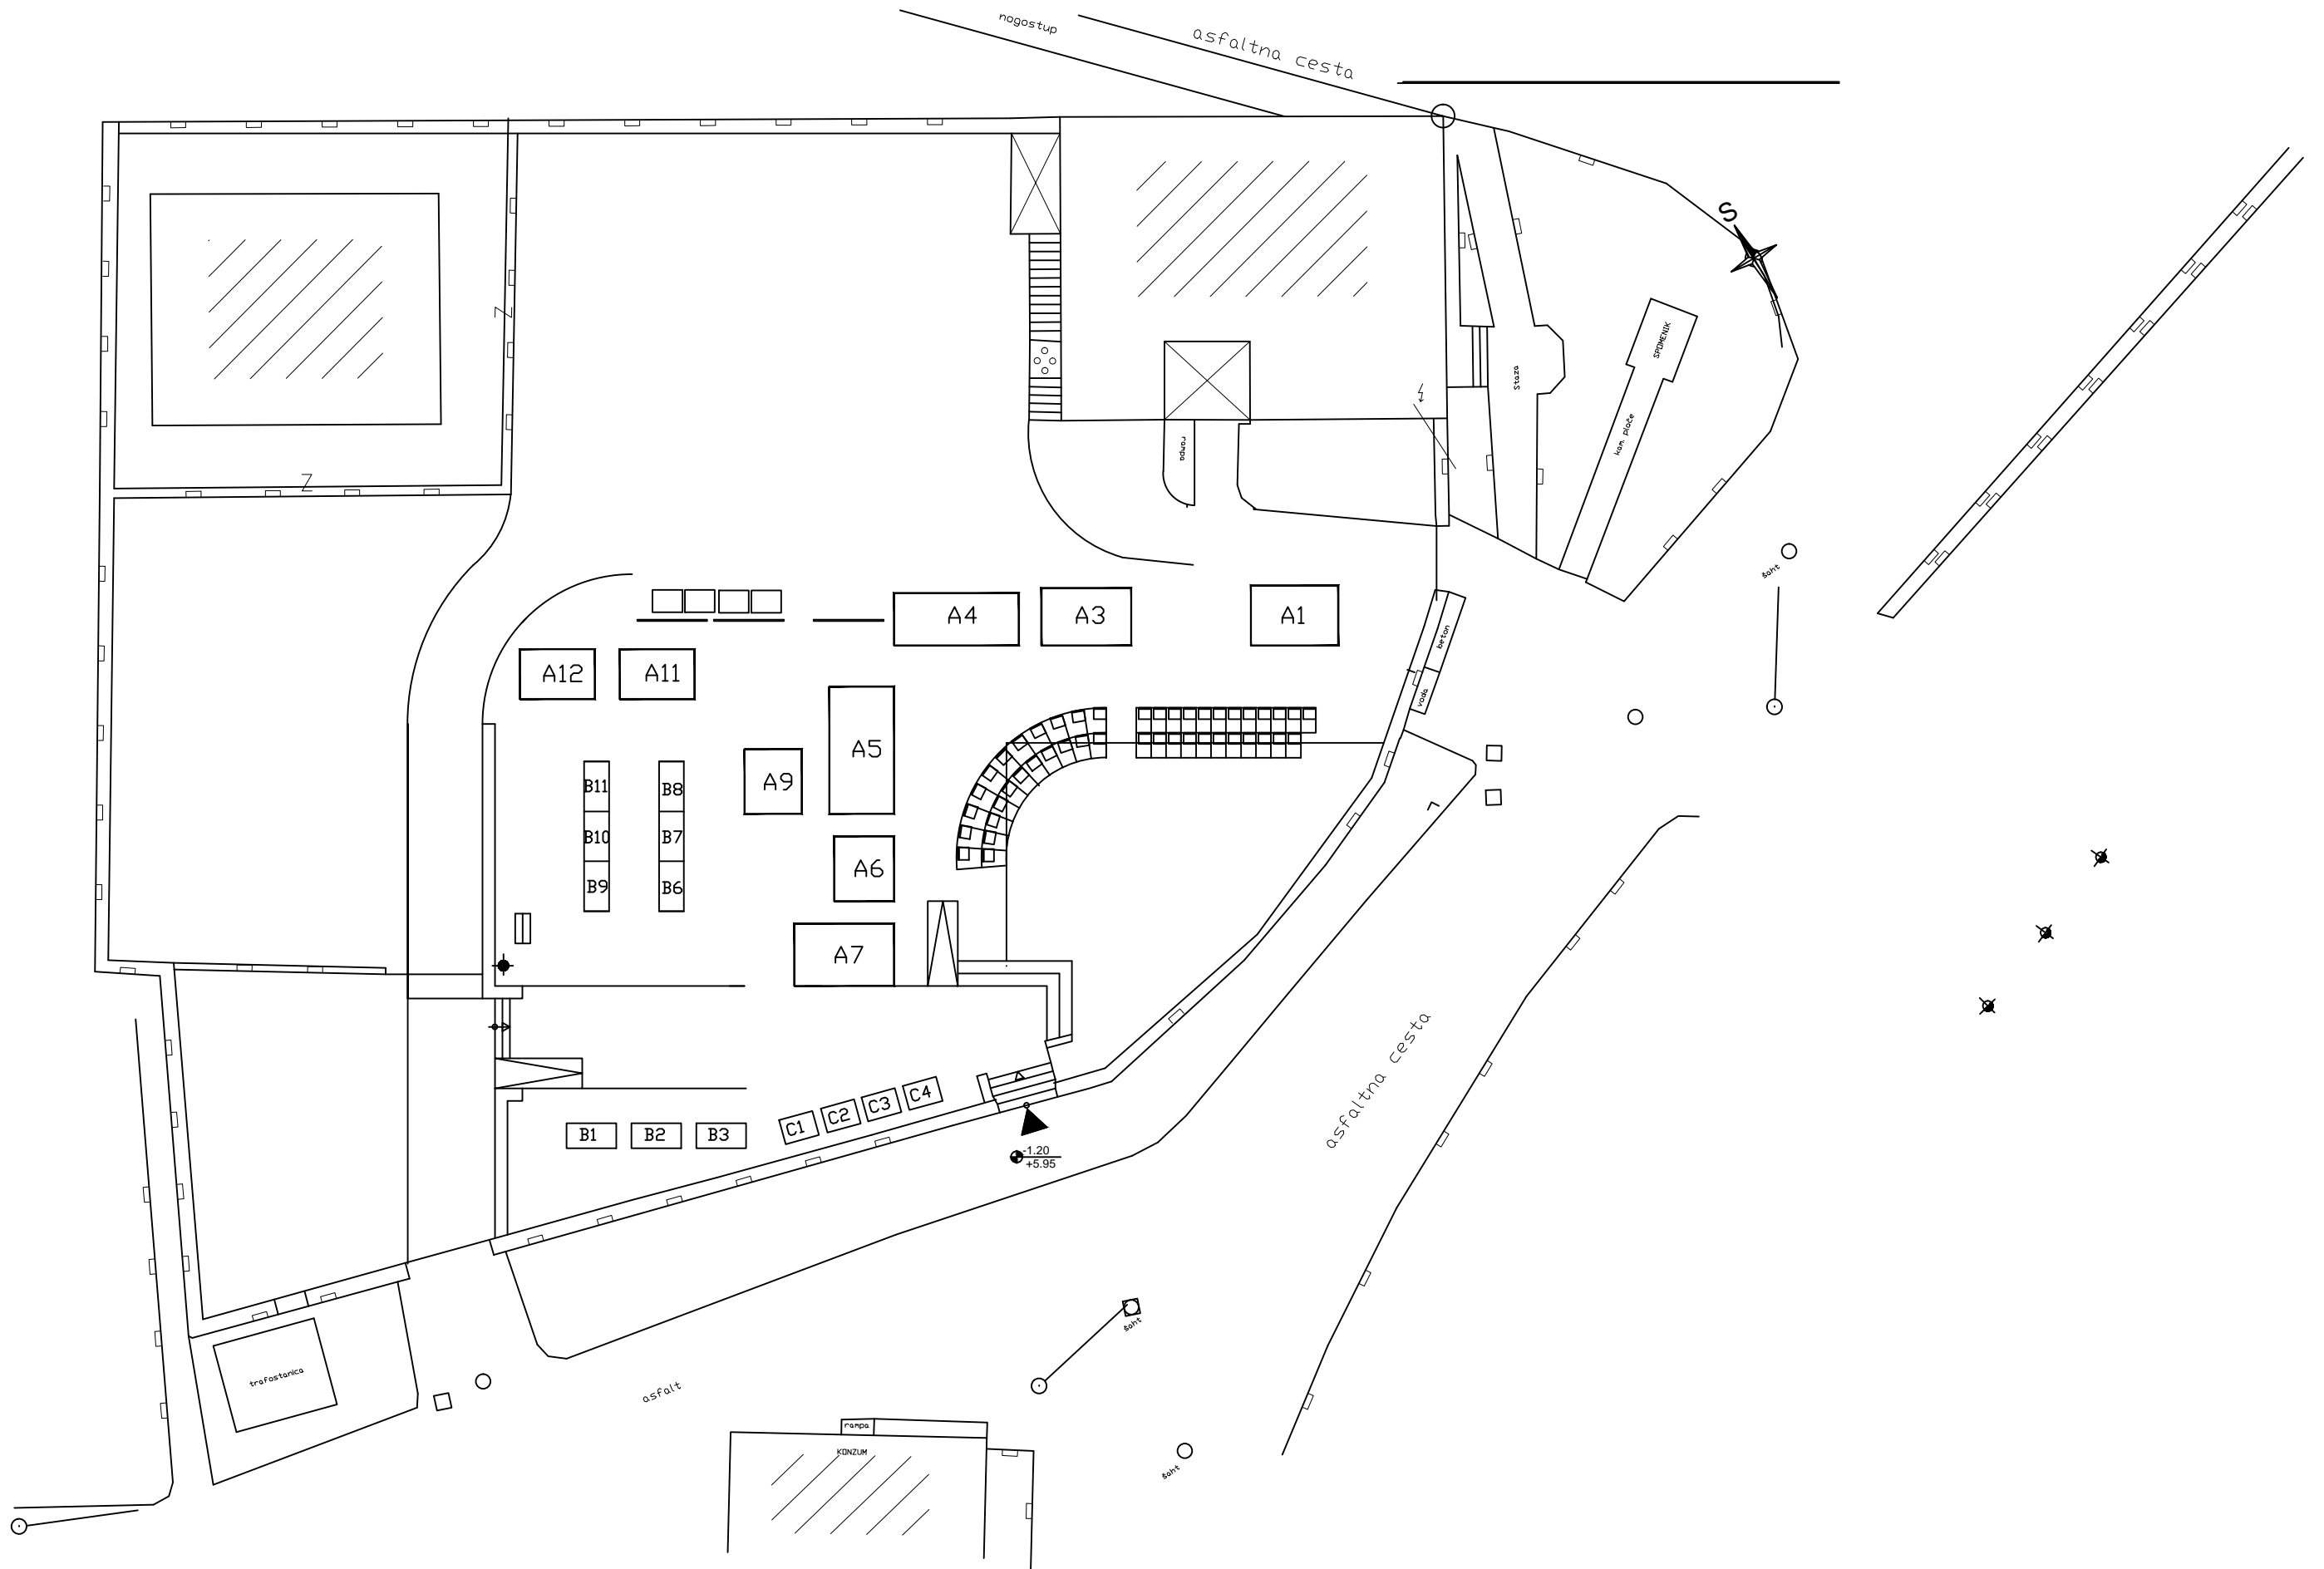 nogostup
asfaltna cesta
S
Z
SPOMENIK
Staza
kam. ploče
rampa
Z
šaht
A4
A3
A1
beton
A12
A11
voda
A5
A9
B11
B8
B10
B7
A6
B9
B6
A7
asfaltna cesta
C1
C2
C3
C4
B1
B2
B3
-1.20
+5.95
šaht
trafostanica
asfalt
rampa
KONZUM
šaht